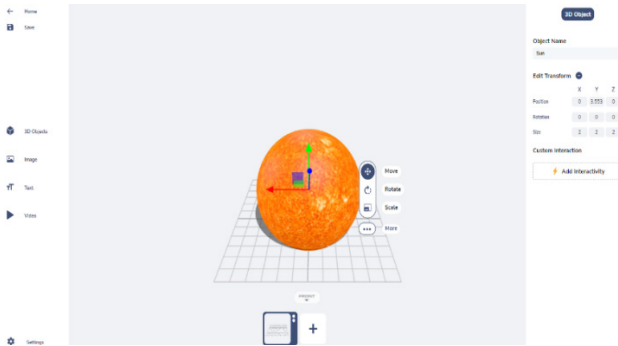 Home
Save
3D Objects
Image
Text
Video
Settings
Move
Rotate
Scale
More
3D Object
Object Name
Sun
Edit Transform
X Y Z
Position 0 3.553 0
Rotation 0 0 0
Size 2 2 2
Custom Interaction
Add Interactivity